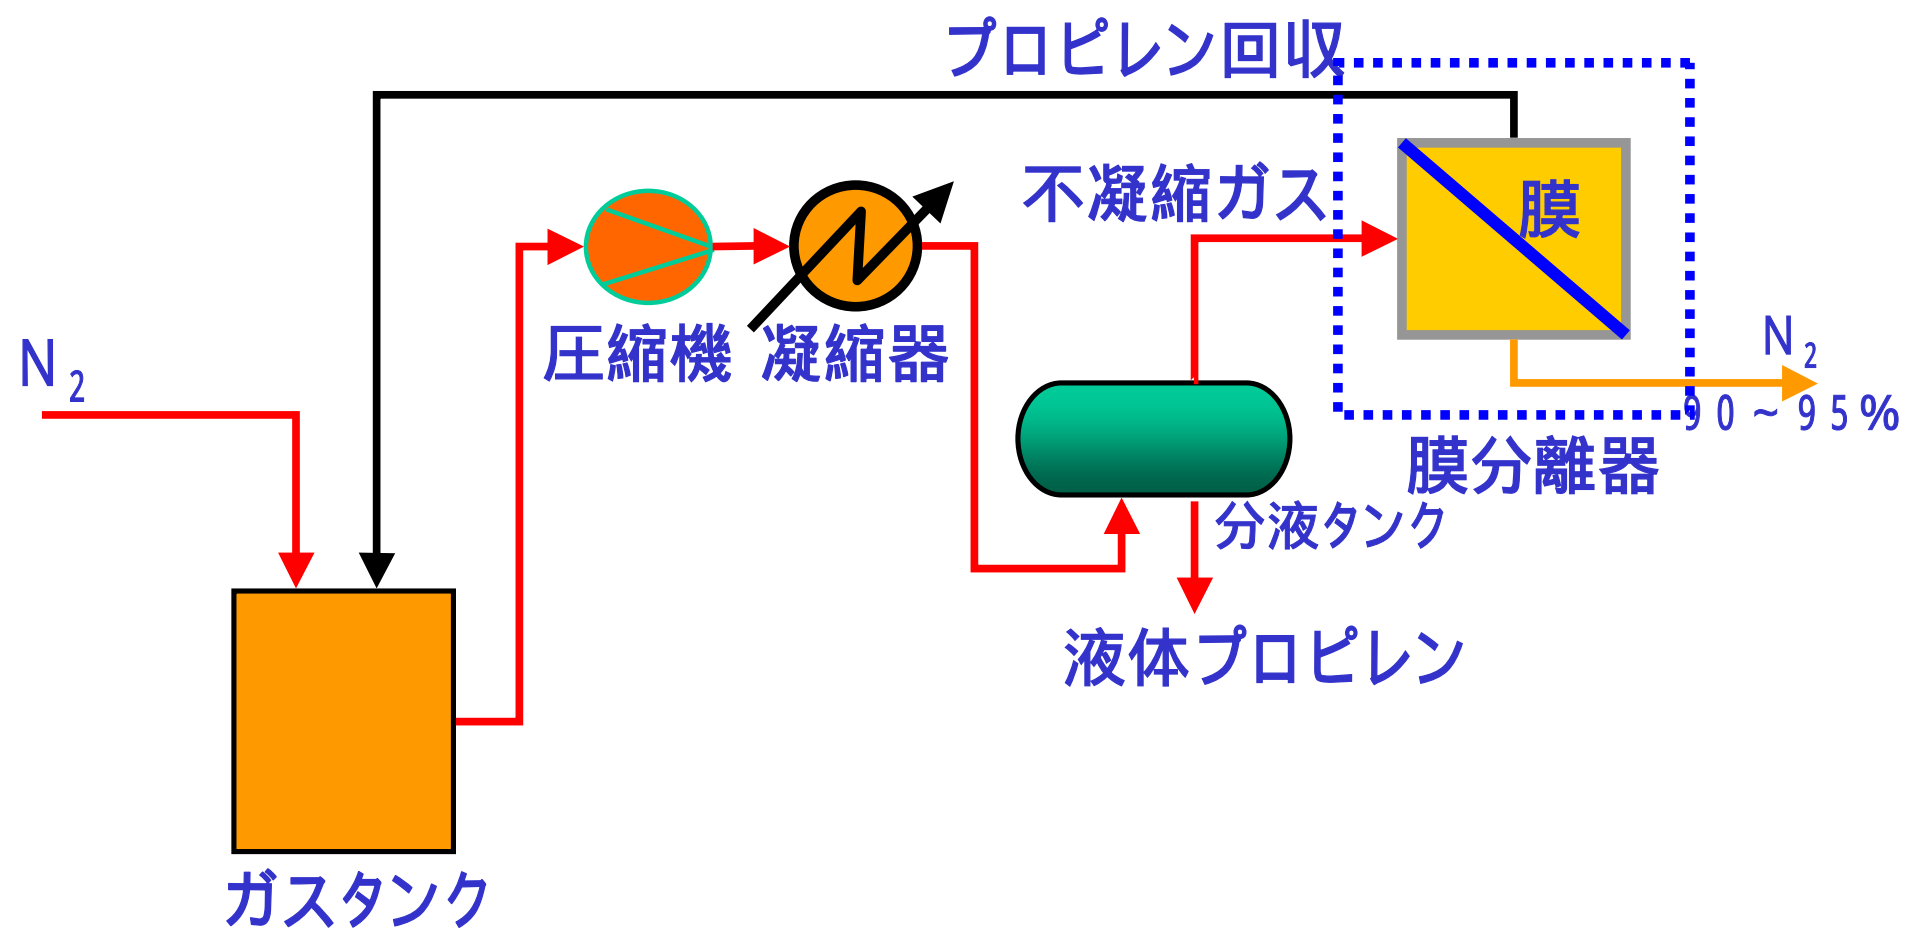 プロピレン回収
不凝縮ガス
膜
N2
圧縮機
凝縮器
N2
90～95%
膜分離器
分液タンク
液体プロピレン
ガスタンク